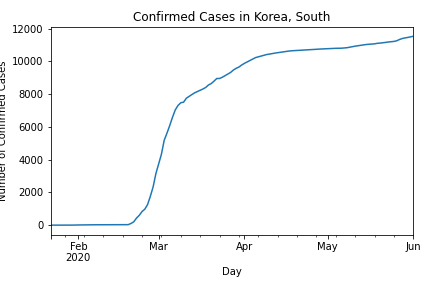 Confirmed Cases in Korea, South
Number of Confirmed Cases
12000
10000
8000
6000
4000
2000
0
Feb
2020
Mar
Apr
May
Jun
Day